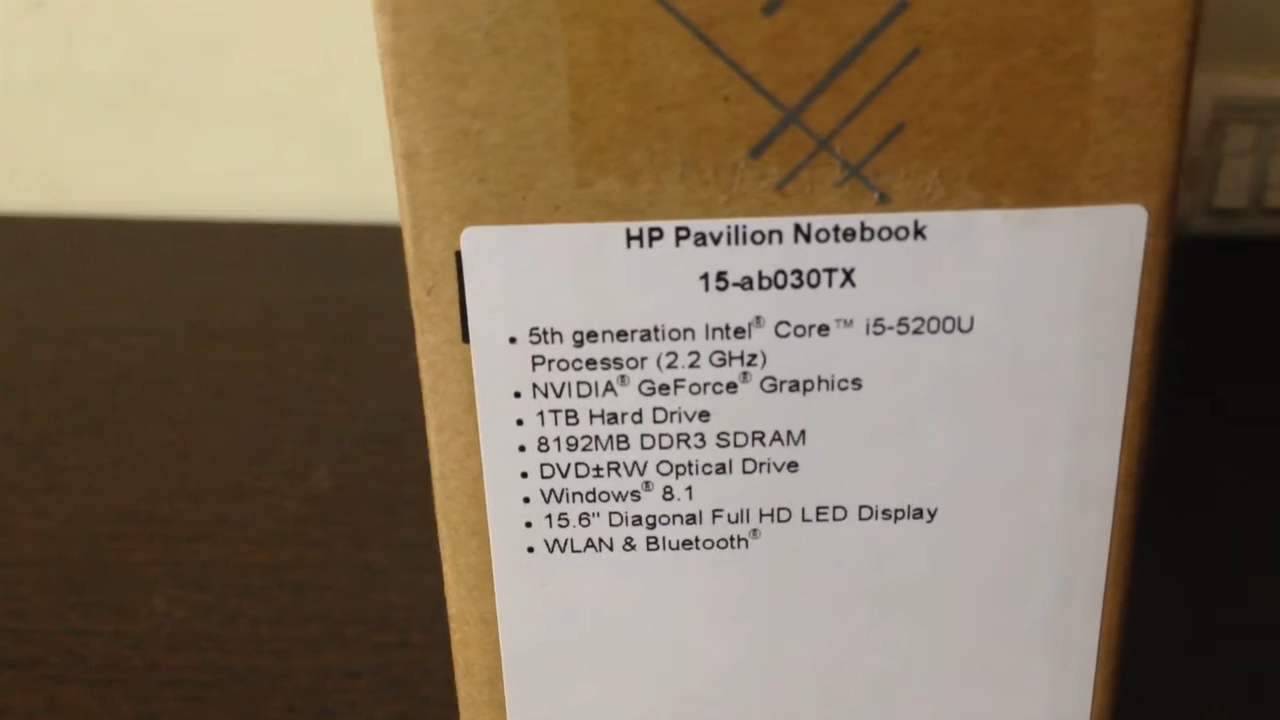 HP Pavilion Notebook
15-ab030TX
• 5th generation Intel® Core™ i5-5200U
Processor (2.2 GHz)
• NVIDIA® GeForce® Graphics
• 1TB Hard Drive
• 8192MB DDR3 SDRAM
• DVD±RW Optical Drive
• Windows® 8.1
• 15.6" Diagonal Full HD LED Display
• WLAN & Bluetooth®